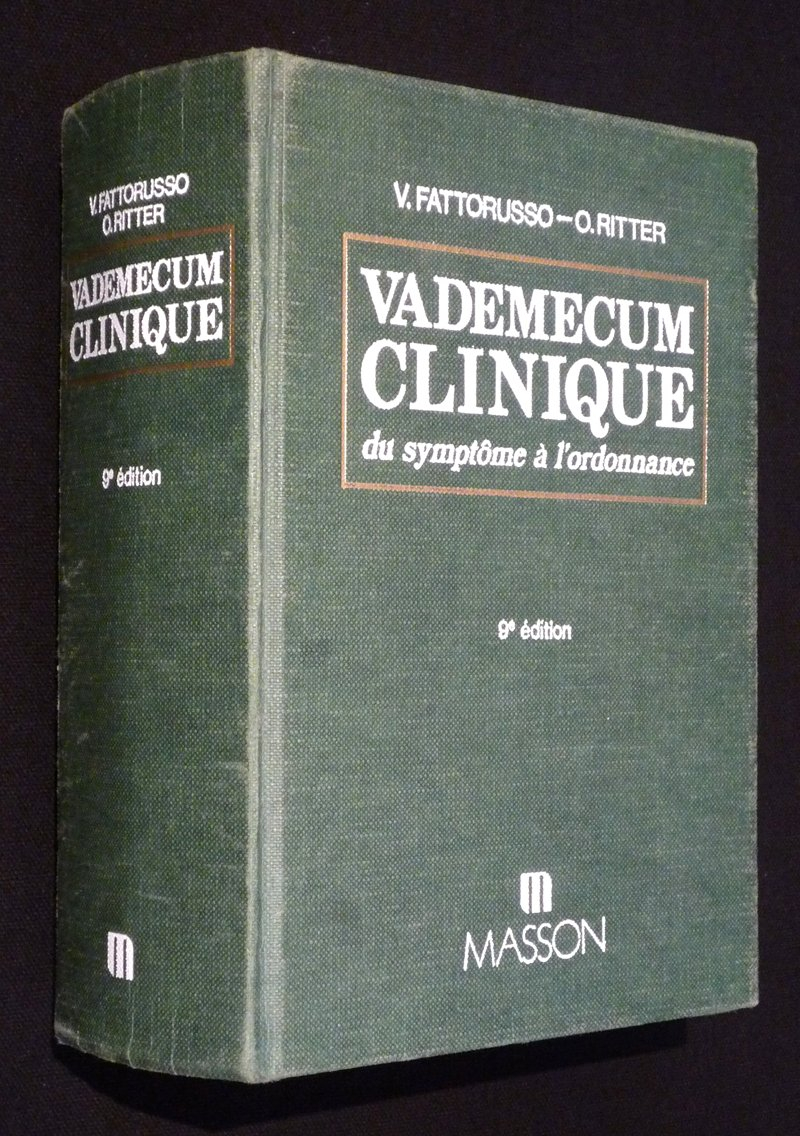 V. FATTORUSSO
O. RITTER
VADEMECUM
CLINIQUE
9e édition
m
V. FATTORUSSO – O. RITTER
VADEMECUM
CLINIQUE
du symptôme à l'ordonnance
9e édition
m
MASSON